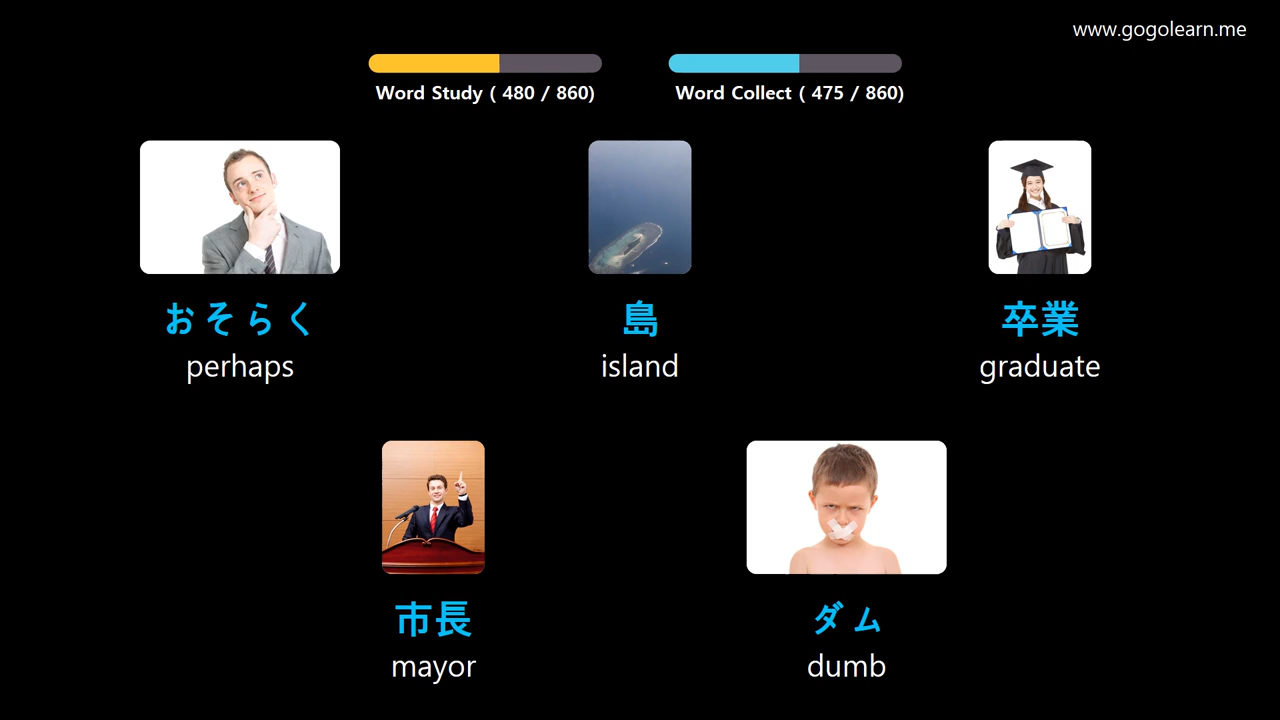 www.gogolearn.me
Word Study ( 480 / 860)
Word Collect ( 475 / 860)
おそらく
perhaps
島
island
卒業
graduate
市長
mayor
ダム
dumb